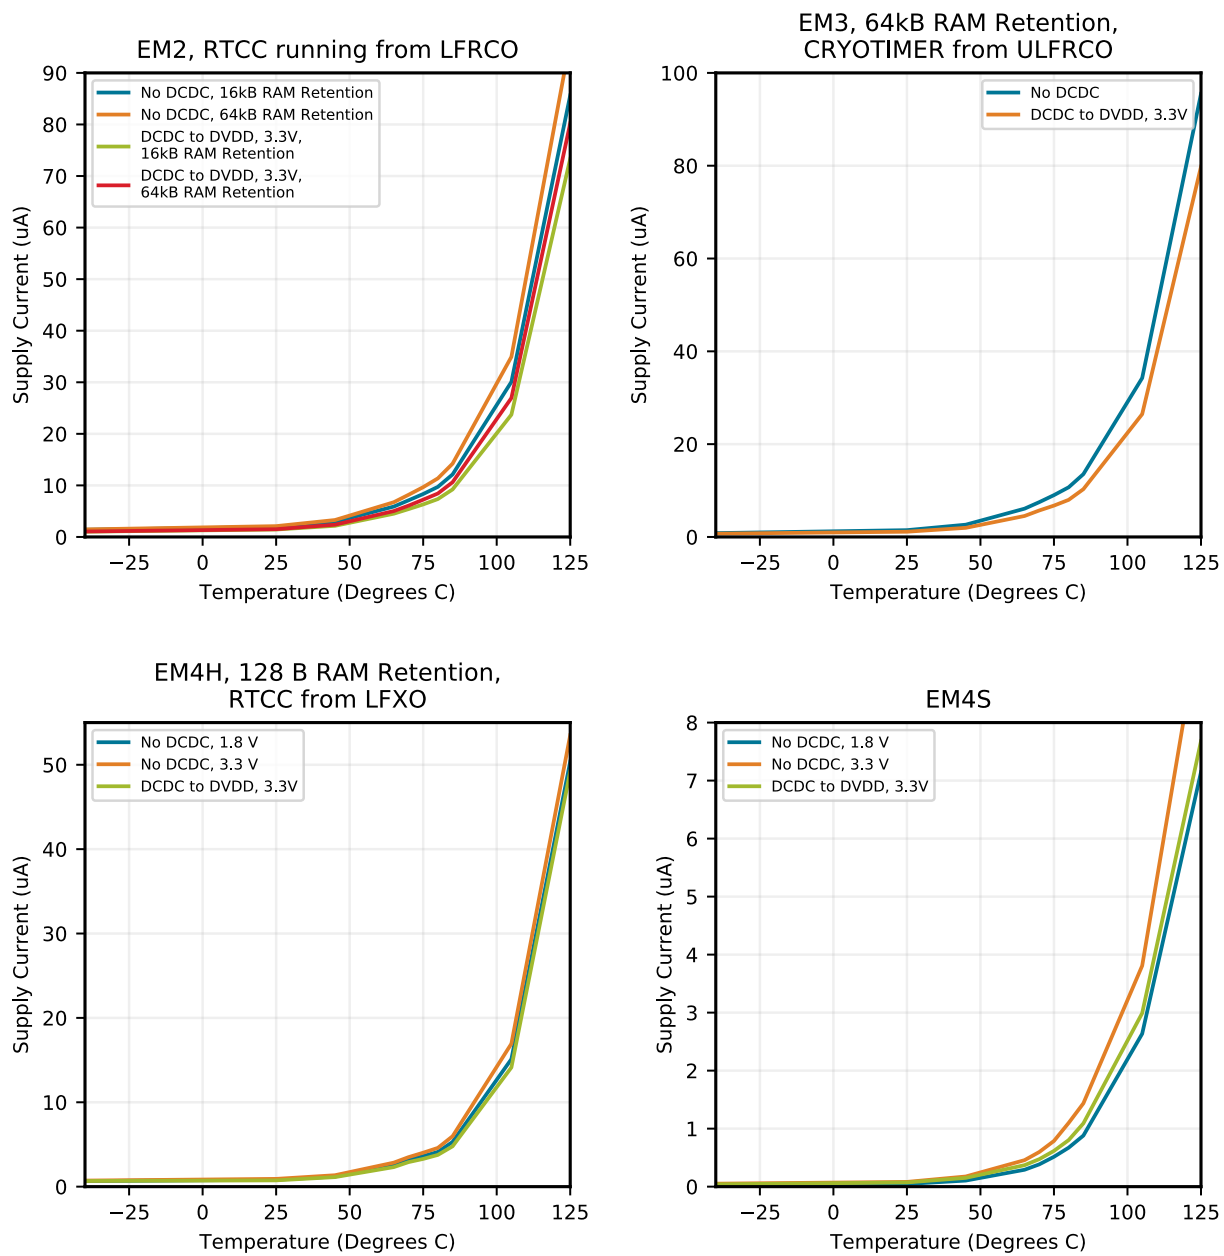 EM2, RTCC running from LFRCO
90
80
70
60
50
40
30
20
10
0
Supply Current (uA)
No DCDC, 16kB RAM Retention
No DCDC, 64kB RAM Retention
DCDC to DVDD, 3.3V,
16kB RAM Retention
DCDC to DVDD, 3.3V,
64kB RAM Retention
−25 0 25 50 75 100 125
Temperature (Degrees C)
EM3, 64kB RAM Retention,
CRYOTIMER from ULFRCO
100
80
60
40
20
0
Supply Current (uA)
No DCDC
DCDC to DVDD, 3.3V
−25 0 25 50 75 100 125
Temperature (Degrees C)
EM4H, 128 B RAM Retention,
RTCC from LFXO
50
40
30
20
10
0
Supply Current (uA)
No DCDC, 1.8 V
No DCDC, 3.3 V
DCDC to DVDD, 3.3V
−25 0 25 50 75 100 125
Temperature (Degrees C)
EM4S
8
7
6
5
4
3
2
1
0
Supply Current (uA)
No DCDC, 1.8 V
No DCDC, 3.3 V
DCDC to DVDD, 3.3V
−25 0 25 50 75 100 125
Temperature (Degrees C)